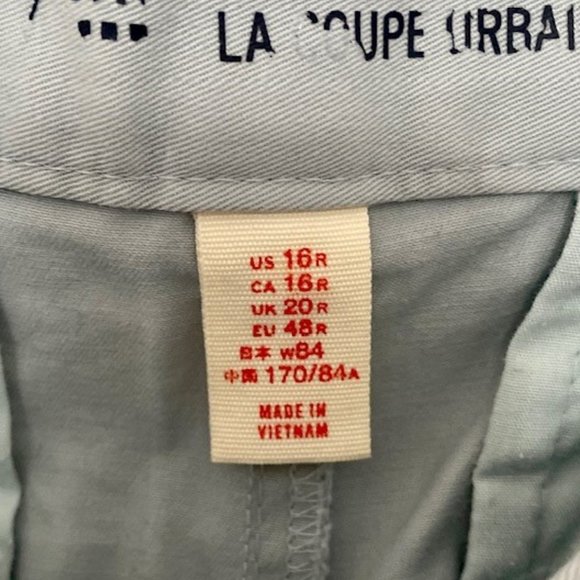 LA COUPE URBAI
US 16R
CA 16R
UK 20R
EU 48R
日本 W84
中国 170/84A
MADE IN
VIETNAM